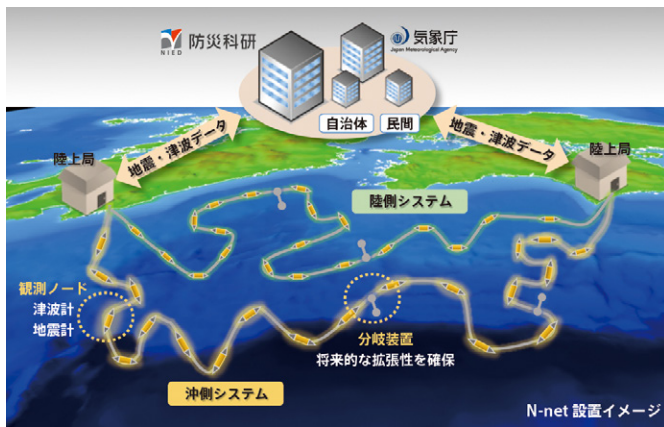 NIED 防災科研
気象庁
Japan Meteorological Agency
自治体
民間
地震・津波データ
地震・津波データ
陸上局
陸上局
陸側システム
観測ノード
津波計
地震計
分岐装置
将来的な拡張性を確保
沖側システム
N-net 設置イメージ